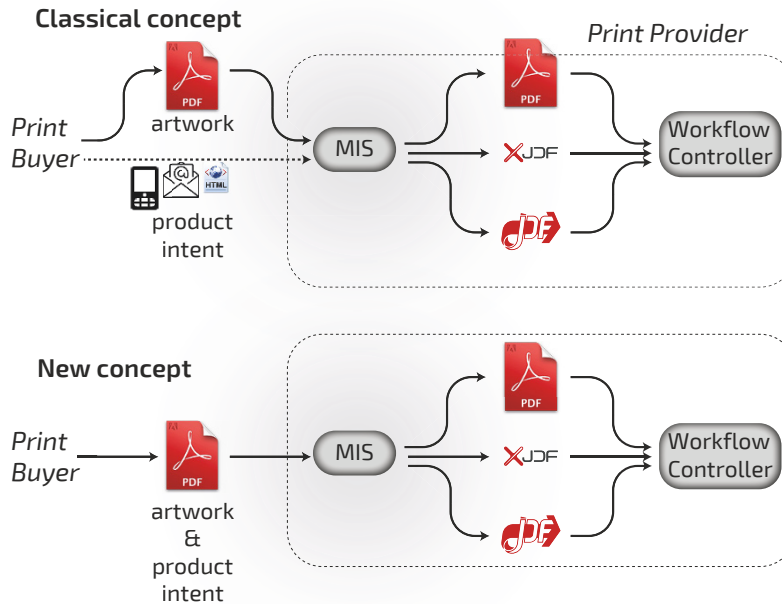 Classical concept
Print Provider
PDF
PDF
artwork
Print
Buyer
MIS
XJDF
Workflow
Controller
@
HTML
product
intent
JDF
New concept
PDF
Print
Buyer
PDF
MIS
XJDF
Workflow
Controller
artwork
&
product
intent
JDF